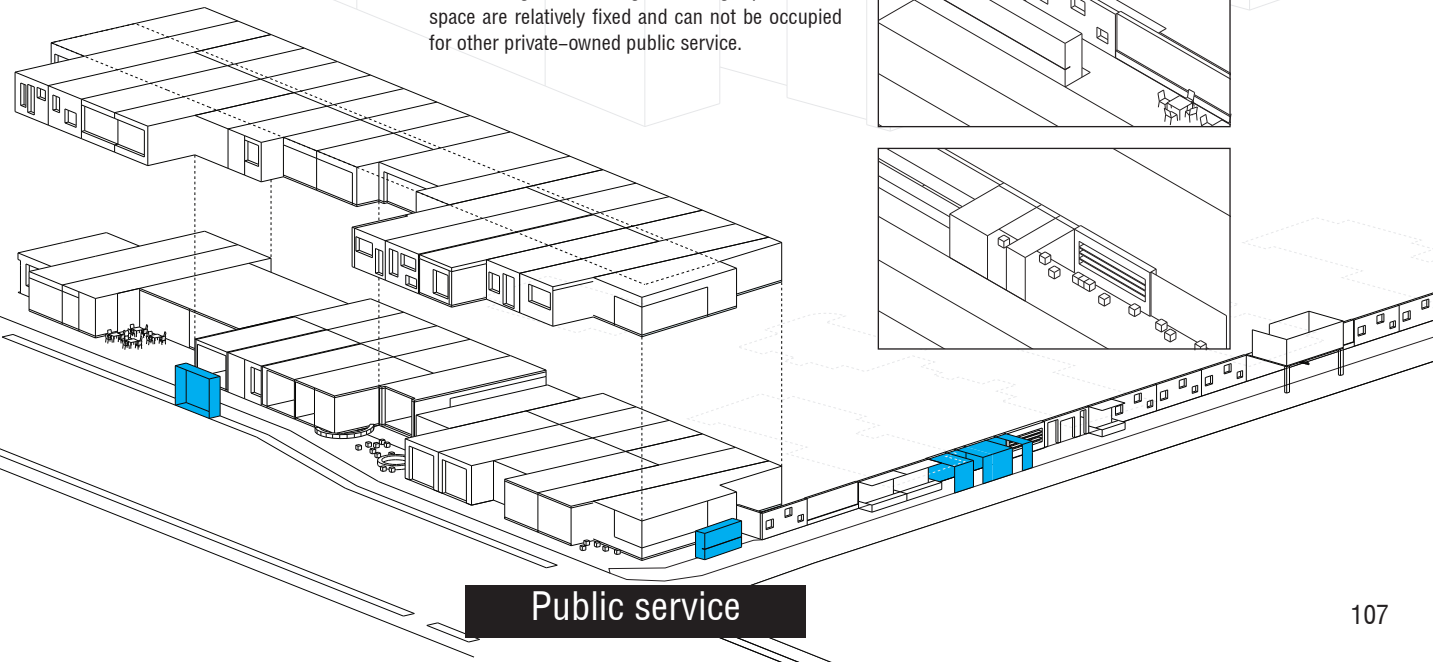 space are relatively fixed and can not be occupied
for other private–owned public service.
Public service
107